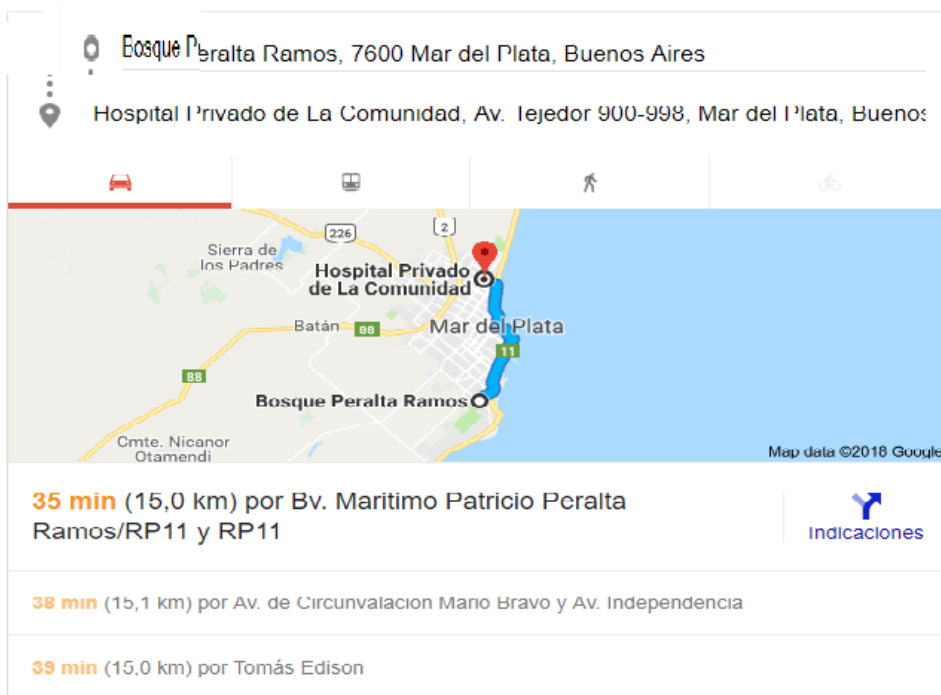 Bosque Peralta Ramos, 7600 Mar del Plata, Buenos Aires
Hospital Privado de La Comunidad, Av. Tejedor 900-998, Mar del Plata, Buenos
226
2
Sierra de
los Padres
Hospital Privado
de La Comunidad
Batán
88
Mar del Plata
11
88
Bosque Peralta Ramos
Cmte. Nicanor
Otamendi
Map data ©2018 Google
35 min (15,0 km) por Bv. Maritimo Patricio Peralta
Ramos/RP11 y RP11
Indicaciones
38 min (15,1 km) por Av. de Circunvalacion Mario Bravo y Av. Independencia
39 min (15,0 km) por Tomás Edison